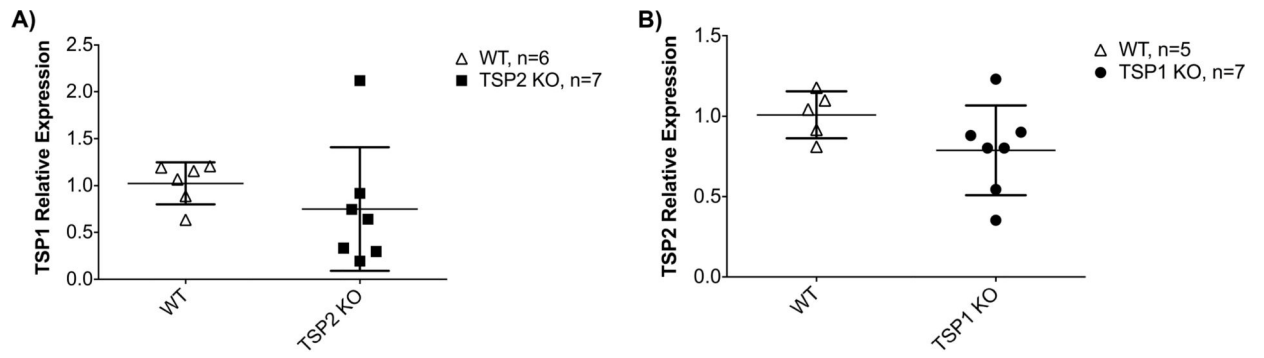 A)
TSP1 Relative Expression
2.5
2.0
1.5
1.0
0.5
0.0
WT
TSP2 KO
WT, n=6
TSP2 KO, n=7
B)
TSP2 Relative Expression
1.5
1.0
0.5
0.0
WT
TSP1 KO
WT, n=5
TSP1 KO, n=7